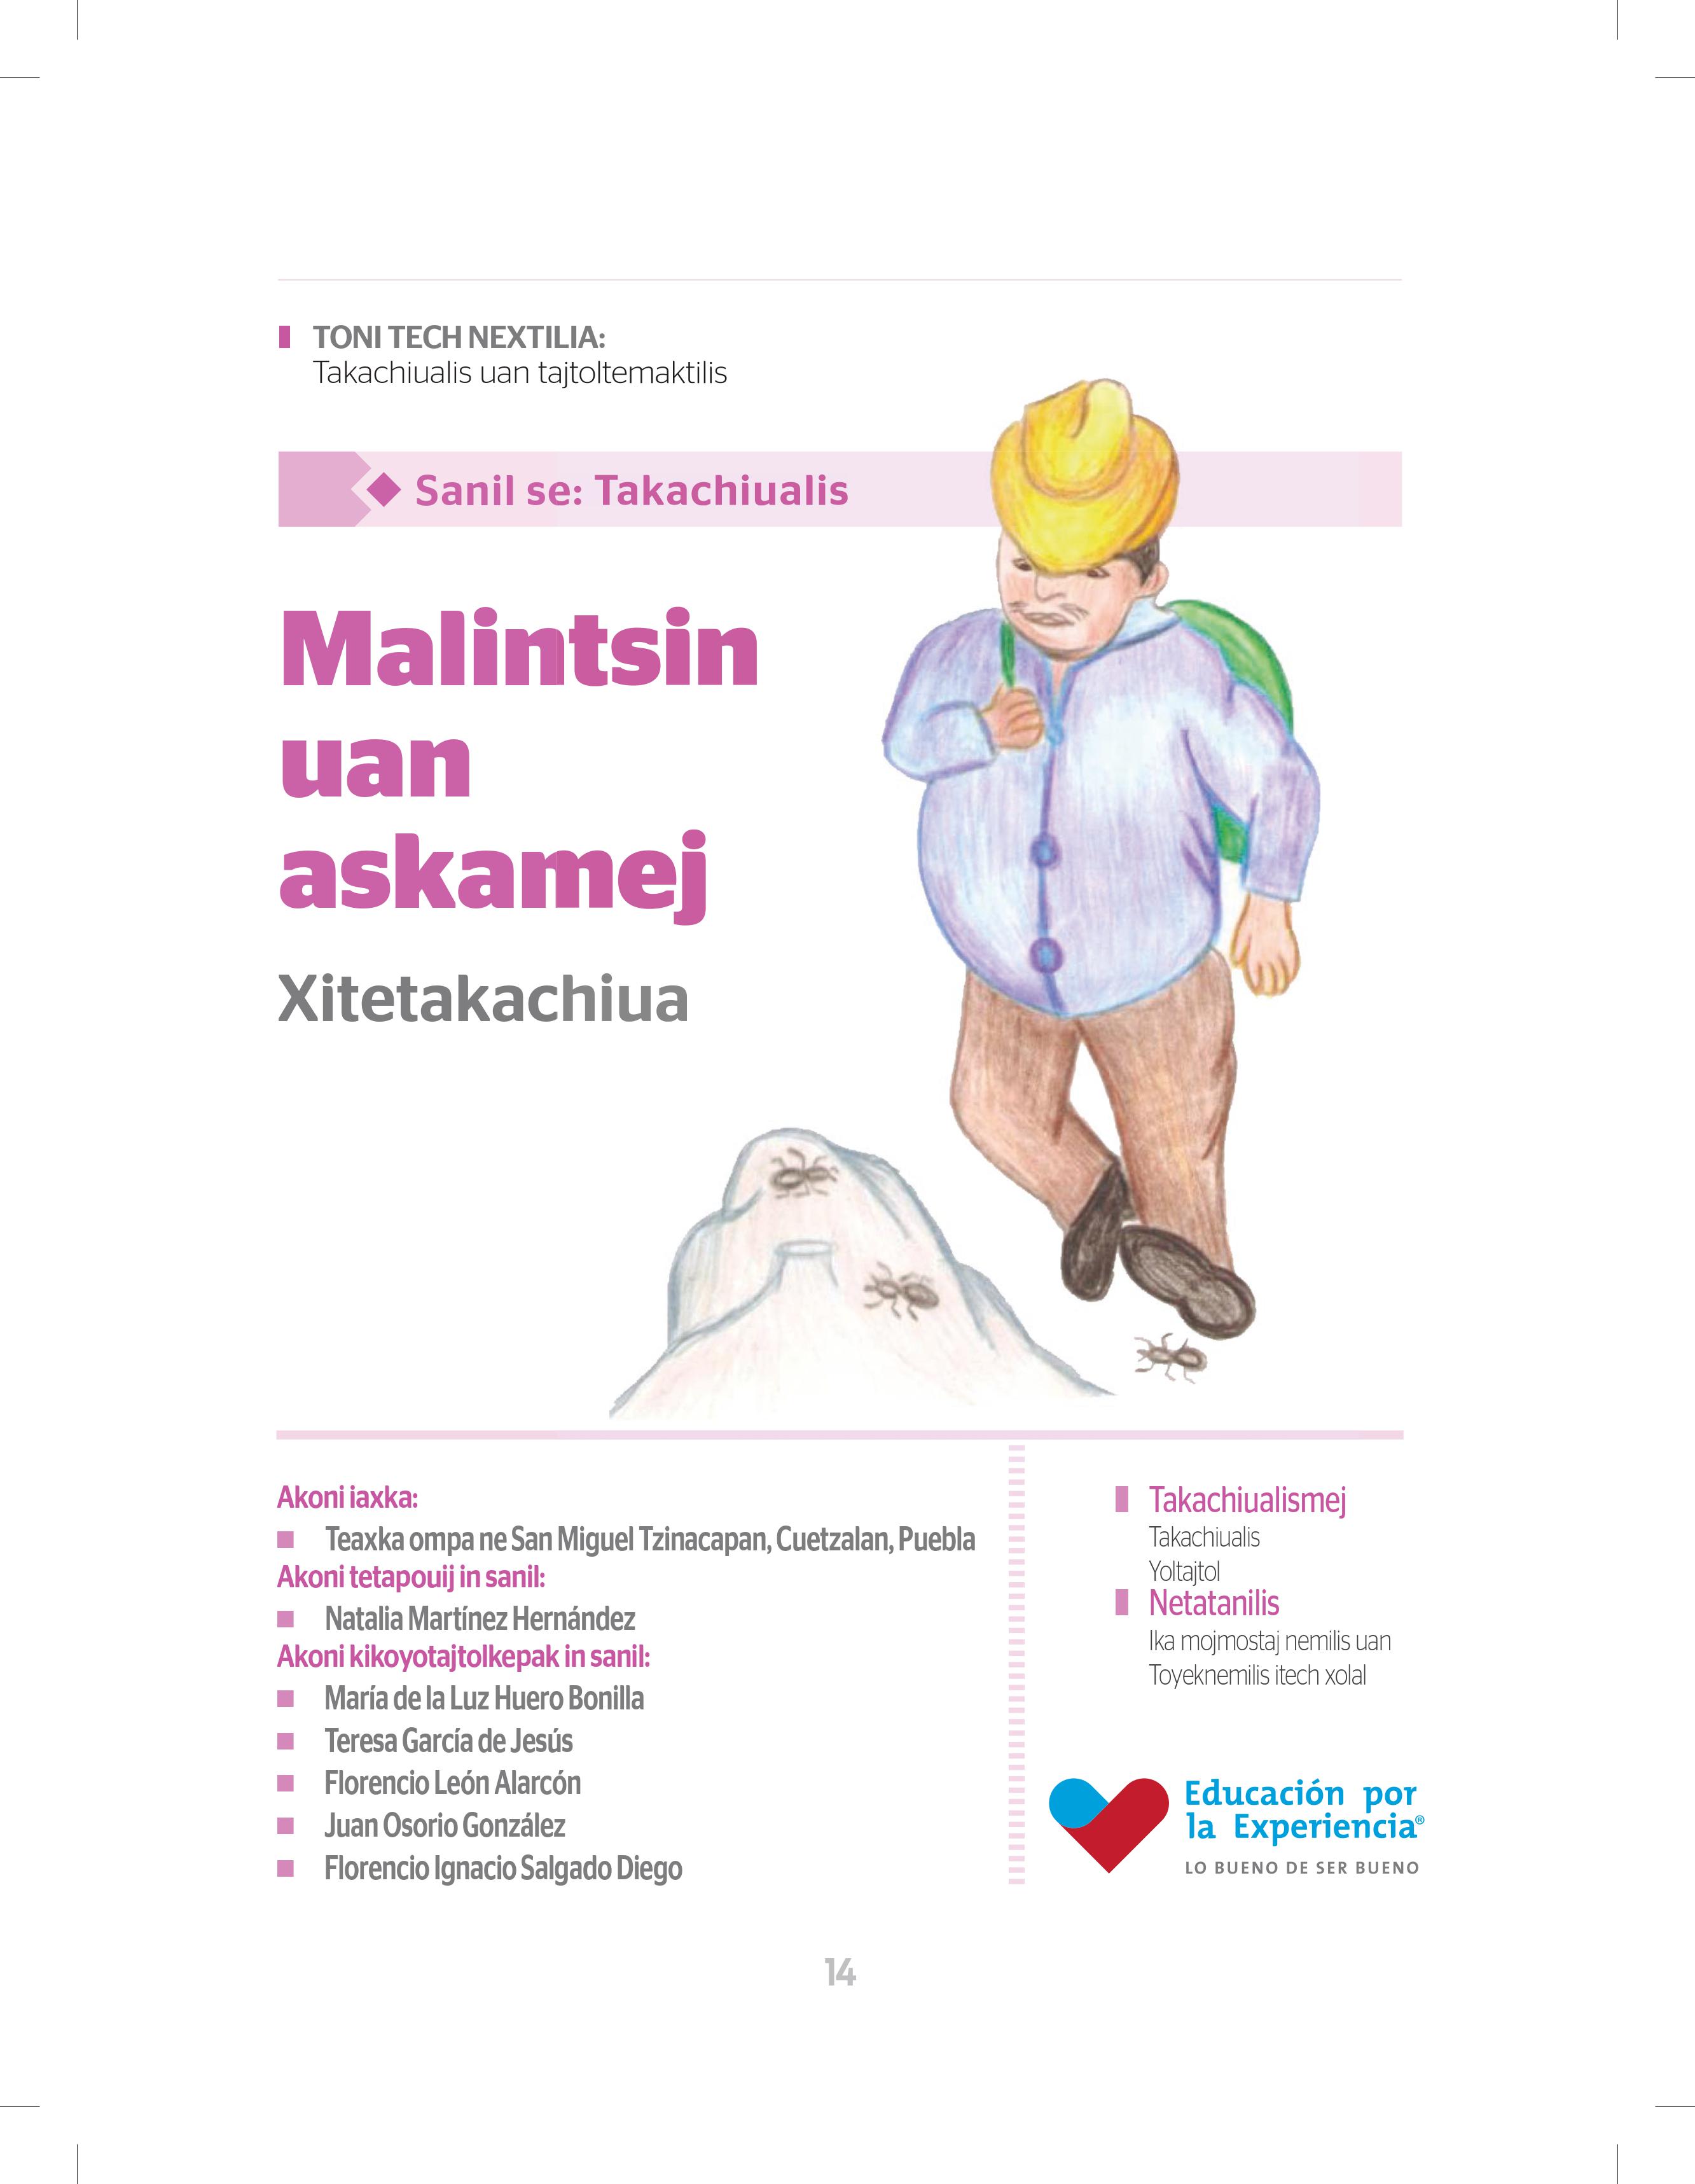 TONI TECH NEXTILIA:
Takachiualis uan tajtoltemaktilis
Sanil se: Takachiualis
Malintsin
uan
askamej
Xitetakachiua
Akoni iaxka:
Teaxka ompa ne San Miguel Tzinacapan, Cuetzalan, Puebla
Akoni tetapouij in sanil:
Natalia Martínez Hernández
Akoni kikoyotajtolkepak in sanil:
María de la Luz Huero Bonilla
Teresa García de Jesús
Florencio León Alarcón
Juan Osorio González
Florencio Ignacio Salgado Diego
Takachiualismej
Takachiualis
Yoltajtol
Netatanilis
Ika mojmostaj nemilis uan
Toyeknemilis itech xolal
Educación por
la Experiencia®
LO BUENO DE SER BUENO
14